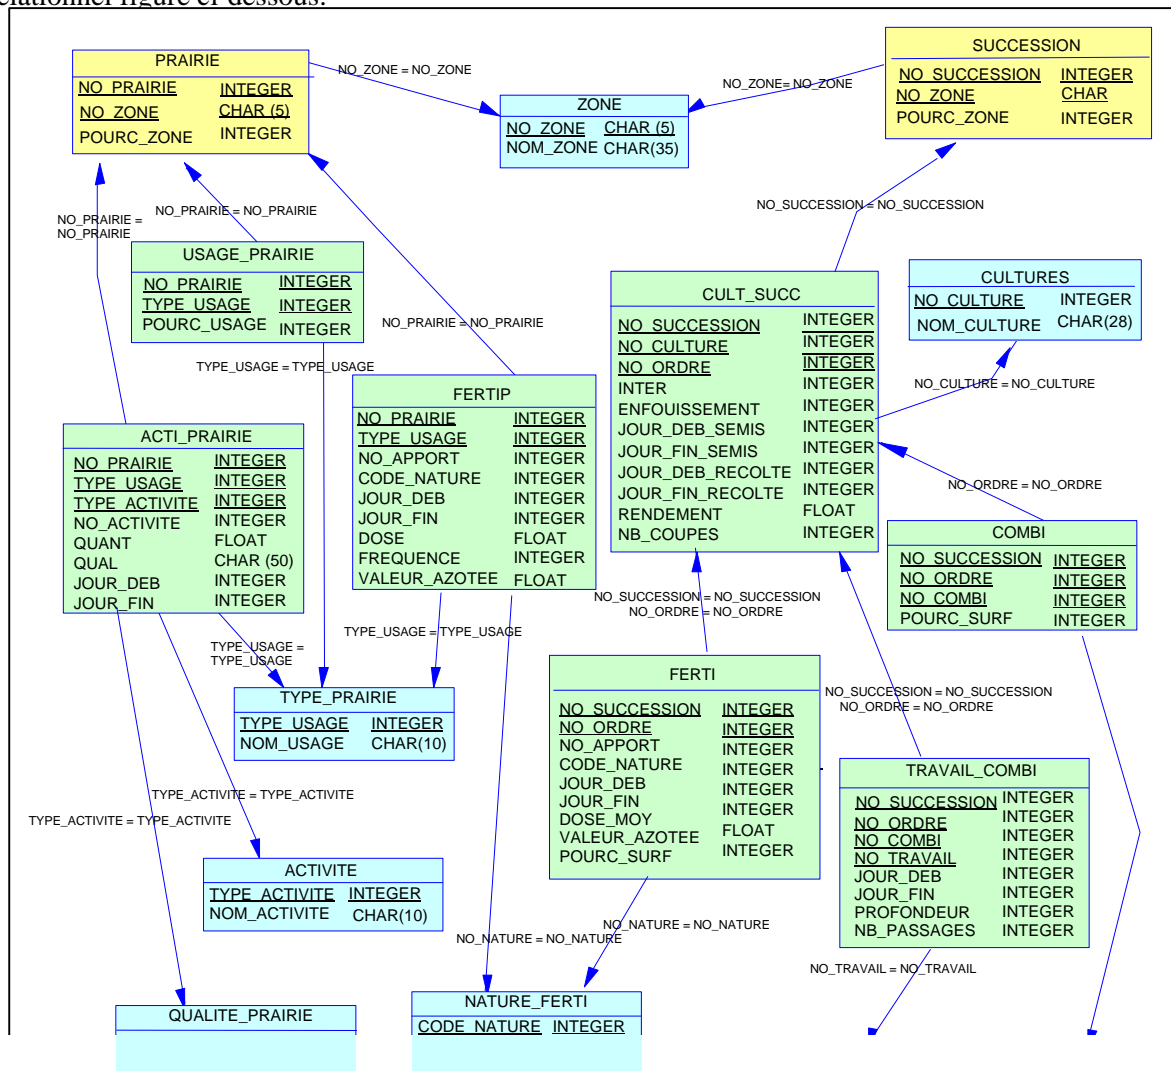 elationnel figure ci-dessous.
PRAIRIE
NO_PRAIRIE INTEGER
NO_ZONE CHAR (5)
POURC_ZONE INTEGER
NO_ZONE = NO_ZONE
ZONE
NO_ZONE CHAR (5)
NOM_ZONE CHAR(35)
NO_ZONE= NO_ZONE
SUCCESSION
NO_SUCCESSION INTEGER
NO_ZONE CHAR
POURC_ZONE INTEGER
NO_PRAIRIE =
NO_PRAIRIE
NO_PRAIRIE = NO_PRAIRIE
NO_SUCCESSION = NO_SUCCESSION
USAGE_PRAIRIE
NO_PRAIRIE INTEGER
TYPE_USAGE INTEGER
POURC_USAGE INTEGER
NO_PRAIRIE = NO_PRAIRIE
TYPE_USAGE = TYPE_USAGE
CULT_SUCC
NO_SUCCESSION INTEGER
NO_CULTURE INTEGER
NO_ORDRE INTEGER
INTER INTEGER
ENFOUISSEMENT INTEGER
JOUR_DEB_SEMIS INTEGER
JOUR_FIN_SEMIS INTEGER
JOUR_DEB_RECOLTE INTEGER
JOUR_FIN_RECOLTE INTEGER
RENDEMENT FLOAT
NB_COUPES INTEGER
CULTURES
NO_CULTURE INTEGER
NOM_CULTURE CHAR(28)
NO_CULTURE = NO_CULTURE
FERTIP
NO_PRAIRIE INTEGER
TYPE_USAGE INTEGER
NO_APPORT INTEGER
CODE_NATURE INTEGER
JOUR_DEB INTEGER
JOUR_FIN INTEGER
DOSE FLOAT
FREQUENCE INTEGER
VALEUR_AZOTEE FLOAT
ACTI_PRAIRIE
NO_PRAIRIE INTEGER
TYPE_USAGE INTEGER
TYPE_ACTIVITE INTEGER
NO_ACTIVITE INTEGER
QUANT FLOAT
QUAL CHAR (50)
JOUR_DEB INTEGER
JOUR_FIN INTEGER
NO_ORDRE = NO_ORDRE
COMBI
NO_SUCCESSION INTEGER
NO_ORDRE INTEGER
NO_COMBI INTEGER
POURC_SURF INTEGER
NO_SUCCESSION = NO_SUCCESSION
NO_ORDRE = NO_ORDRE
TYPE_USAGE = TYPE_USAGE
TYPE_USAGE =
TYPE_USAGE
TYPE_PRAIRIE
TYPE_USAGE INTEGER
NOM_USAGE CHAR(10)
FERTI
NO_SUCCESSION INTEGER
NO_ORDRE INTEGER
NO_APPORT INTEGER
CODE_NATURE INTEGER
JOUR_DEB INTEGER
JOUR_FIN INTEGER
DOSE_MOY FLOAT
VALEUR_AZOTEE INTEGER
POURC_SURF
NO_SUCCESSION = NO_SUCCESSION
NO_ORDRE = NO_ORDRE
TRAVAIL_COMBI
NO_SUCCESSION INTEGER
NO_ORDRE INTEGER
NO_COMBI INTEGER
NO_TRAVAIL INTEGER
JOUR_DEB INTEGER
JOUR_FIN INTEGER
PROFONDEUR INTEGER
NB_PASSAGES INTEGER
TYPE_ACTIVITE = TYPE_ACTIVITE
TYPE_ACTIVITE = TYPE_ACTIVITE
ACTIVITE
TYPE_ACTIVITE INTEGER
NOM_ACTIVITE CHAR(10)
NO_NATURE = NO_NATURE
NO_NATURE = NO_NATURE
NO_TRAVAIL = NO_TRAVAIL
QUALITE_PRAIRIE
NATURE_FERTI
CODE_NATURE INTEGER